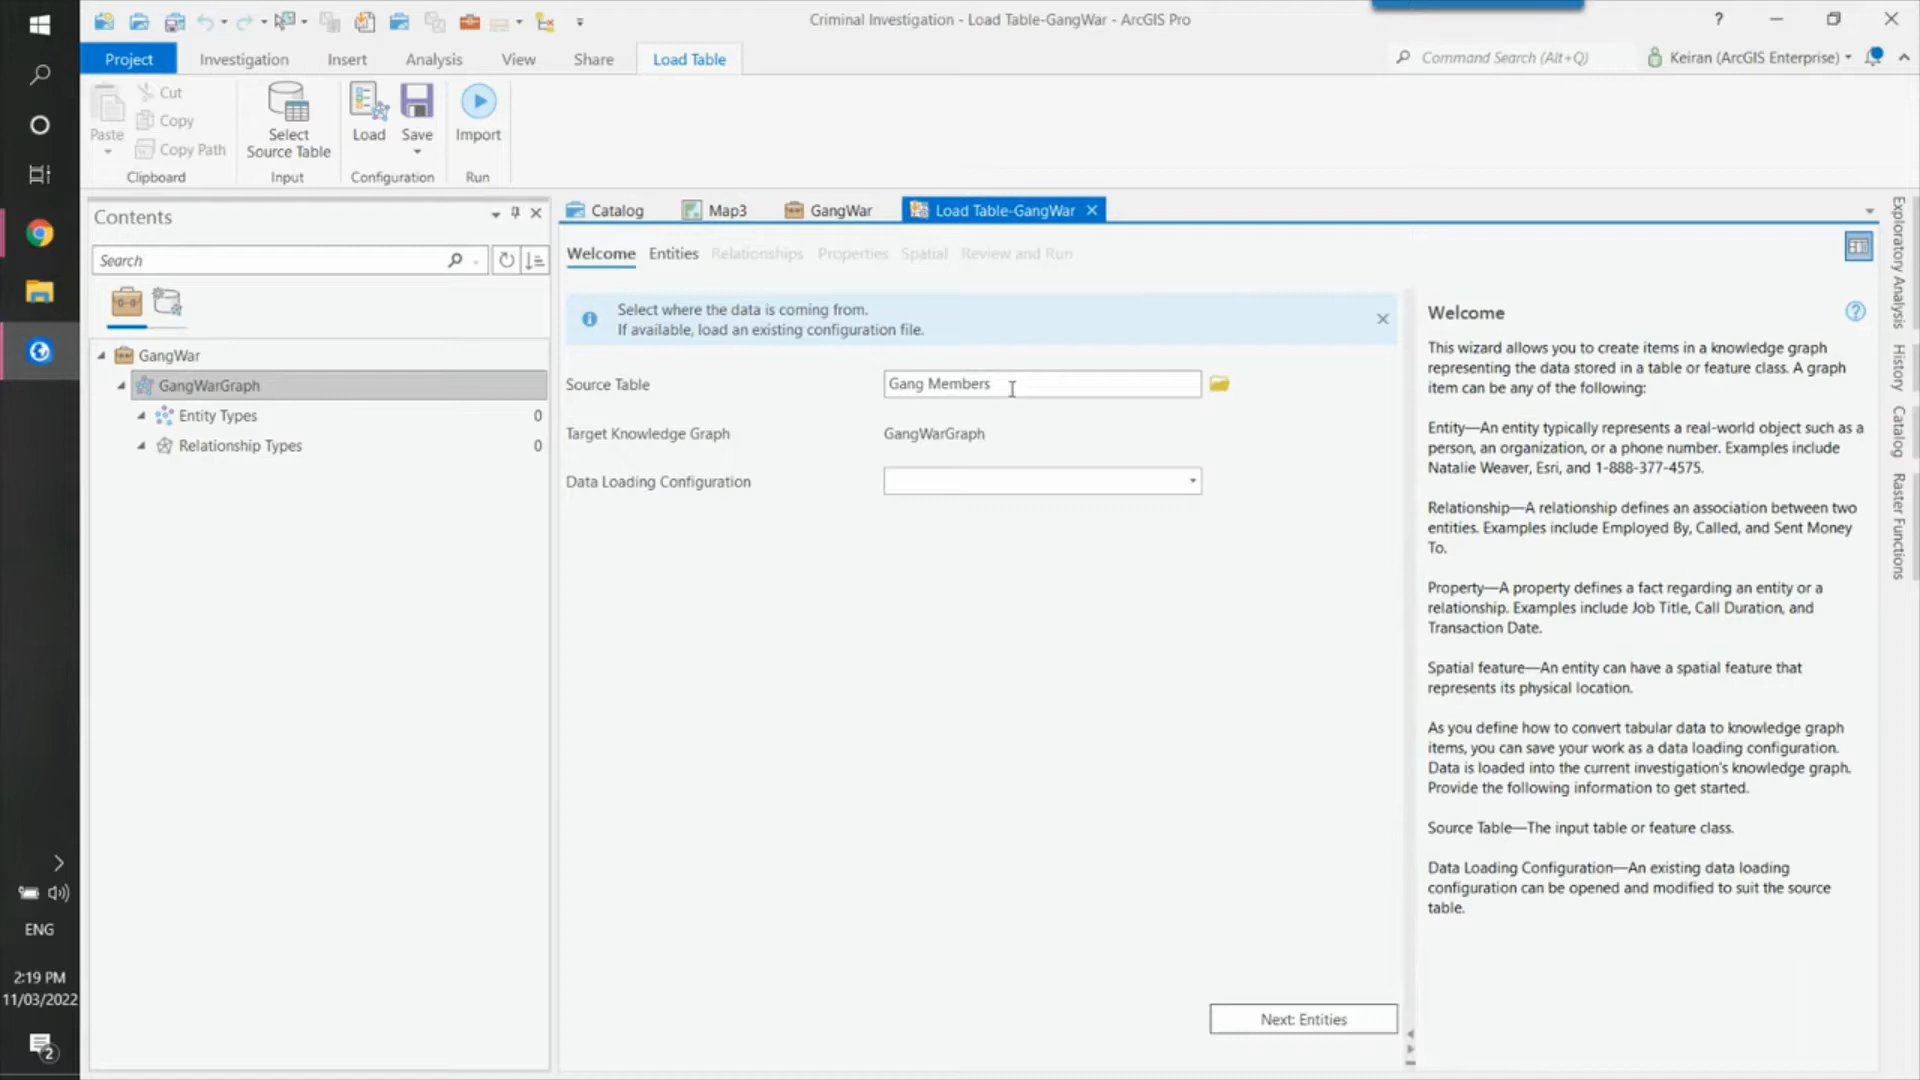 Criminal Investigation - Load Table-GangWar - ArcGIS Pro
?
Project
Investigation
Insert
Analysis
View
Share
Load Table
Command Search (Alt+Q)
Keiran (ArcGIS Enterprise)
Paste
Cut
Copy
Copy Path
Clipboard
Select
Source Table
Input
Load
Save
Configuration
Import
Run
Contents
Search
GangWar
GangWarGraph
Entity Types 0
Relationship Types 0
Catalog
Map3
GangWar
Load Table-GangWar
Welcome Entities Relationships Properties Spatial Review and Run
Select where the data is coming from.
If available, load an existing configuration file.
Source Table
Gang Members
Target Knowledge Graph
GangWarGraph
Data Loading Configuration
Next: Entities
Welcome
?
This wizard allows you to create items in a knowledge graph
representing the data stored in a table or feature class. A graph
item can be any of the following:
Entity—An entity typically represents a real-world object such as a
person, an organization, or a phone number. Examples include
Natalie Weaver, Esri, and 1-888-377-4575.
Relationship—A relationship defines an association between two
entities. Examples include Employed By, Called, and Sent Money
To.
Property—A property defines a fact regarding an entity or a
relationship. Examples include Job Title, Call Duration, and
Transaction Date.
Spatial feature—An entity can have a spatial feature that
represents its physical location.
As you define how to convert tabular data to knowledge graph
items, you can save your work as a data loading configuration.
Data is loaded into the current investigation's knowledge graph.
Provide the following information to get started.
Source Table—The input table or feature class.
Data Loading Configuration—An existing data loading
configuration can be opened and modified to suit the source
table.
Exploratory Analysis
History
Catalog
Raster Functions
ENG
2:19 PM
11/03/2022
2